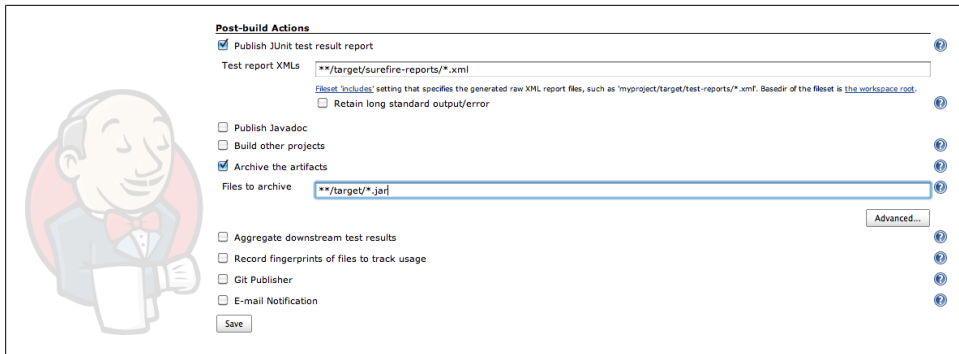 Post-build Actions
Publish JUnit test result report
Test report XMLs
**/target/surefire-reports/*.xml
Fileset 'includes' setting that specifies the generated raw XML report files, such as 'myproject/target/test-reports/*.xml'. Basedir of the fileset is the workspace root.
Retain long standard output/error
Publish Javadoc
Build other projects
Archive the artifacts
Files to archive
**/target/*.jar
Advanced...
Aggregate downstream test results
Record fingerprints of files to track usage
Git Publisher
E-mail Notification
Save